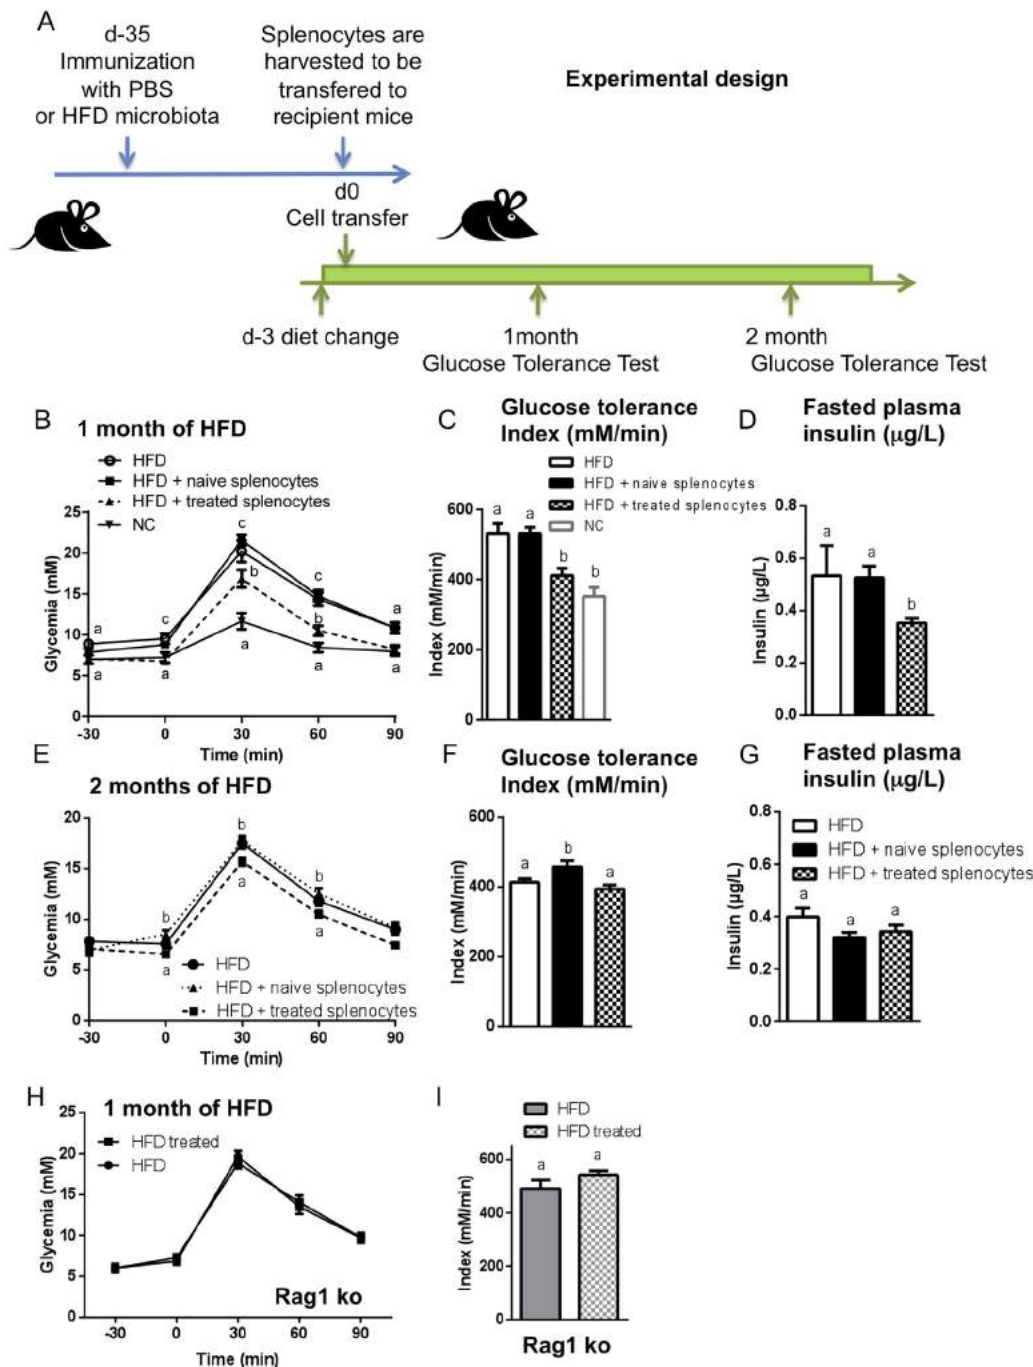 A
d-35
Immunization
with PBS
or HFD microbiota
Splenocytes are
harvested to be
transfered to
recipient mice
Experimental design
d0
Cell transfer
d-3 diet change
1month
Glucose Tolerance Test
2 month
Glucose Tolerance Test
B
1 month of HFD
HFD
HFD + naive splenocytes
HFD + treated splenocytes
NC
25
20
15
10
5
0
Glycemia (mM)
a
c
c
b
c
b
a
a
a
a
a
a
-30
0
30
60
90
Time (min)
C
Glucose tolerance
Index (mM/min)
HFD
HFD + naive splenocytes
HFD + treated splenocytes
NC
600
400
200
0
Index (mM/min)
a
a
b
b
D
Fasted plasma
insulin (µg/L)
0.8
0.6
0.4
0.2
0.0
Insulin (µg/L)
a
a
b
E
2 months of HFD
20
15
10
5
0
Glycemia (mM)
b
b
b
a
a
a
HFD
HFD + naive splenocytes
HFD + treated splenocytes
-30
0
30
60
90
Time (min)
F
Glucose tolerance
Index (mM/min)
600
400
200
0
Index (mM/min)
a
b
a
G
Fasted plasma
insulin (µg/L)
0.8
0.6
0.4
0.2
0.0
Insulin (µg/L)
HFD
HFD + naive splenocytes
HFD + treated splenocytes
a
a
a
H
1 month of HFD
HFD treated
HFD
25
20
15
10
5
0
Glycemia (mM)
Rag1 ko
-30
0
30
60
90
Time (min)
I
HFD
HFD treated
600
400
200
0
Index (mM/min)
a
a
Rag1 ko